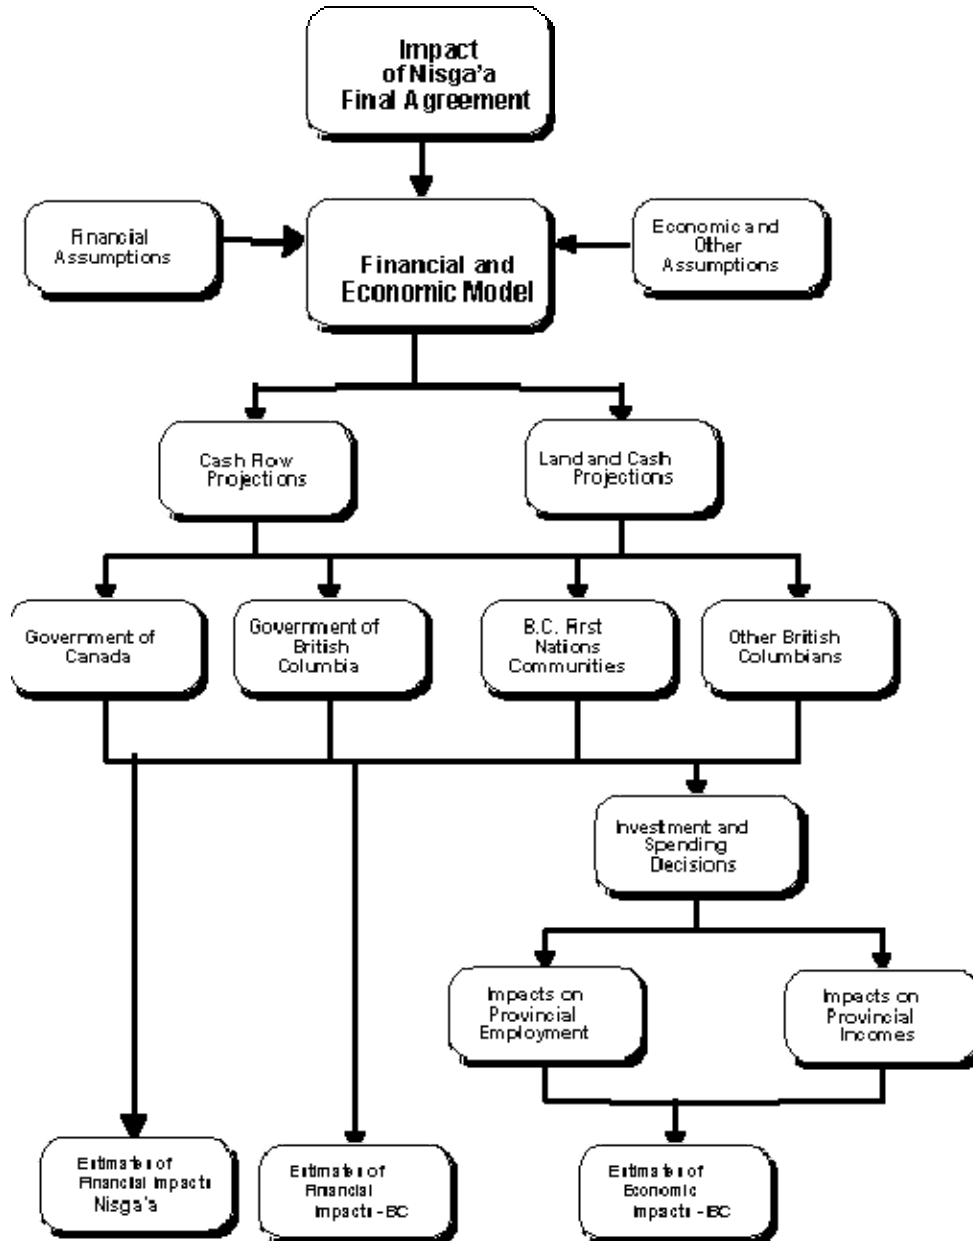 Impact
of Nisga'a
Final Agreement
Financial
Assumptions
Financial and
Economic Model
Economic and
Other
Assumptions
Cash Flow
Projections
Land and Cash
Projections
Government of
Canada
Government of
British
Columbia
B.C. First
Nations
Communities
Other British
Columbians
Investment and
Spending
Decisions
Impacts on
Provincial
Employment
Impacts on
Provincial
Incomes
Estimates of
Financial Impacts
Nisga'a
Estimates of
Financial
Impacts - BC
Estimates of
Economic
Impacts - BC